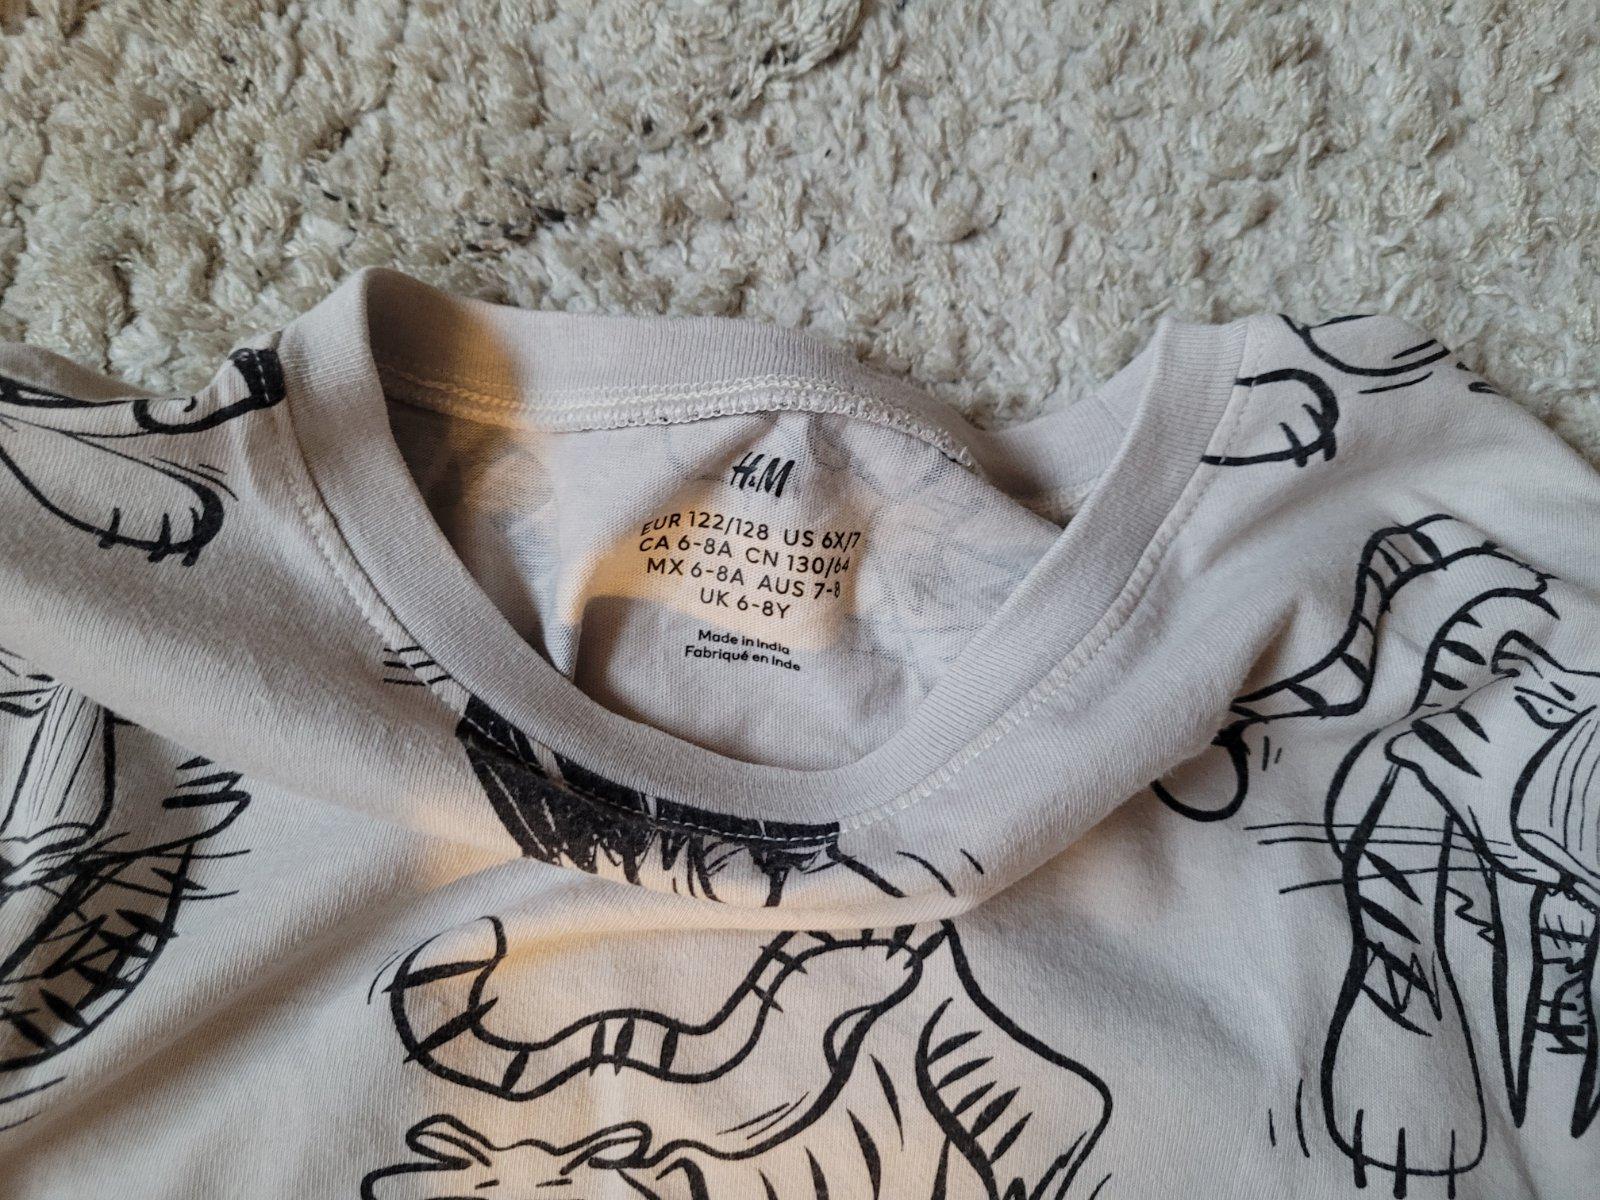 H&M
EUR 122/128 US 6X/7
CA 6-8A CN 130/64
MX 6-8A AUS 7-8
UK 6-8Y
Made in India
Fabriqué en Inde